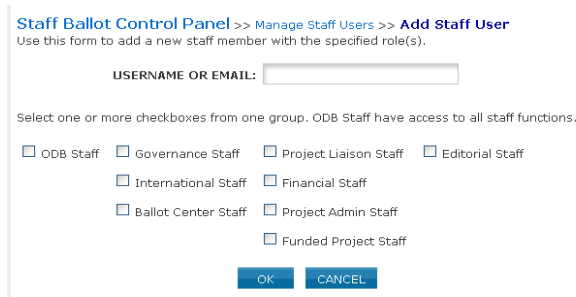 Staff Ballot Control Panel >> Manage Staff Users >> Add Staff User
Use this form to add a new staff member with the specified role(s).
USERNAME OR EMAIL:
Select one or more checkboxes from one group. ODB Staff have access to all staff functions.
ODB Staff Governance Staff Project Liaison Staff Editorial Staff
International Staff Financial Staff
Ballot Center Staff Project Admin Staff
Funded Project Staff
OK CANCEL